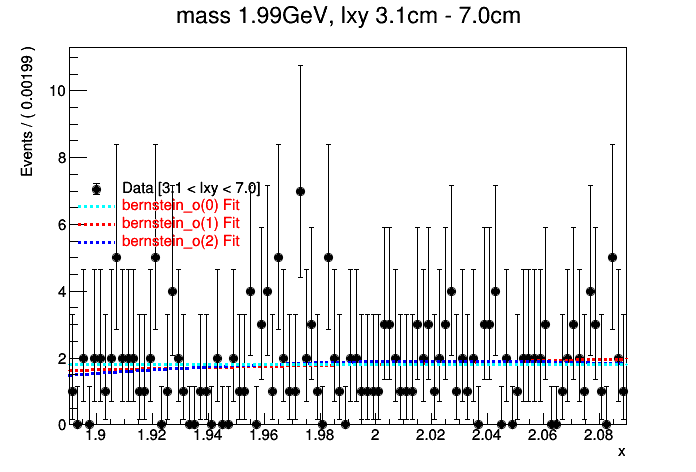 mass 1.99GeV, lxy 3.1cm - 7.0cm
Events / ( 0.00199 )
10
8
6
4
2
0
Data [3.1 < lxy < 7.0]
bernstein_o(0) Fit
bernstein_o(1) Fit
bernstein_o(2) Fit
1.9 1.92 1.94 1.96 1.98 2 2.02 2.04 2.06 2.08
x